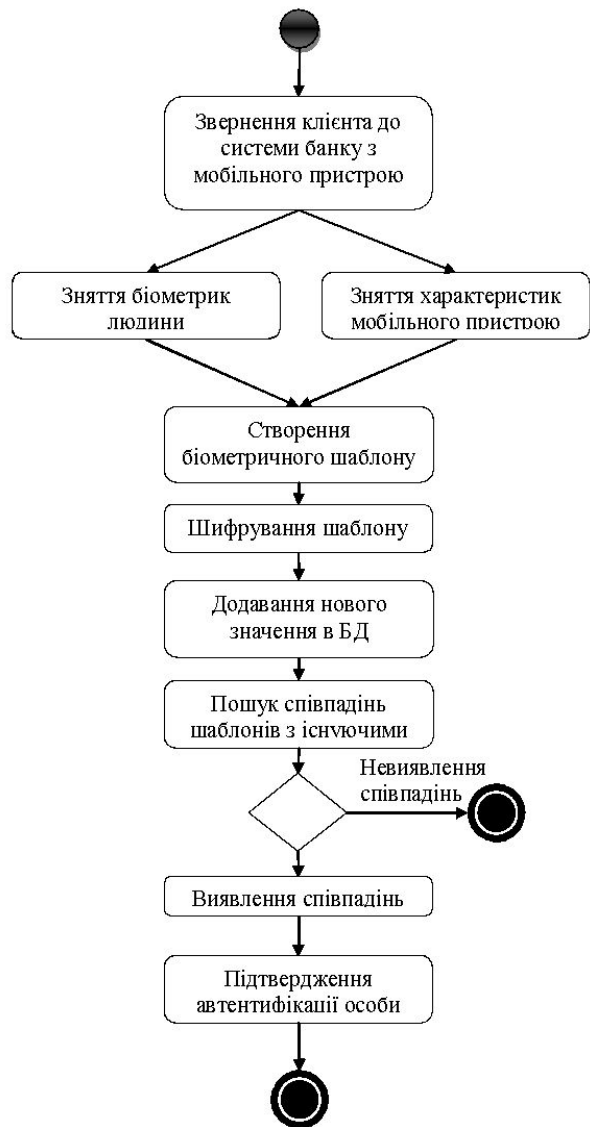 Звернення клієнта до
системи банку з
мобільного пристрою
Зняття біометрик
людини
Зняття характеристик
мобільного пристрою
Створення
біометричного шаблону
Шифрування шаблону
Додавання нового
значення в БД
Пошук співпадінь
шаблонів з існуючими
Невиявлення
співпадінь
Виявлення співпадінь
Підтвердження
автентифікації особи